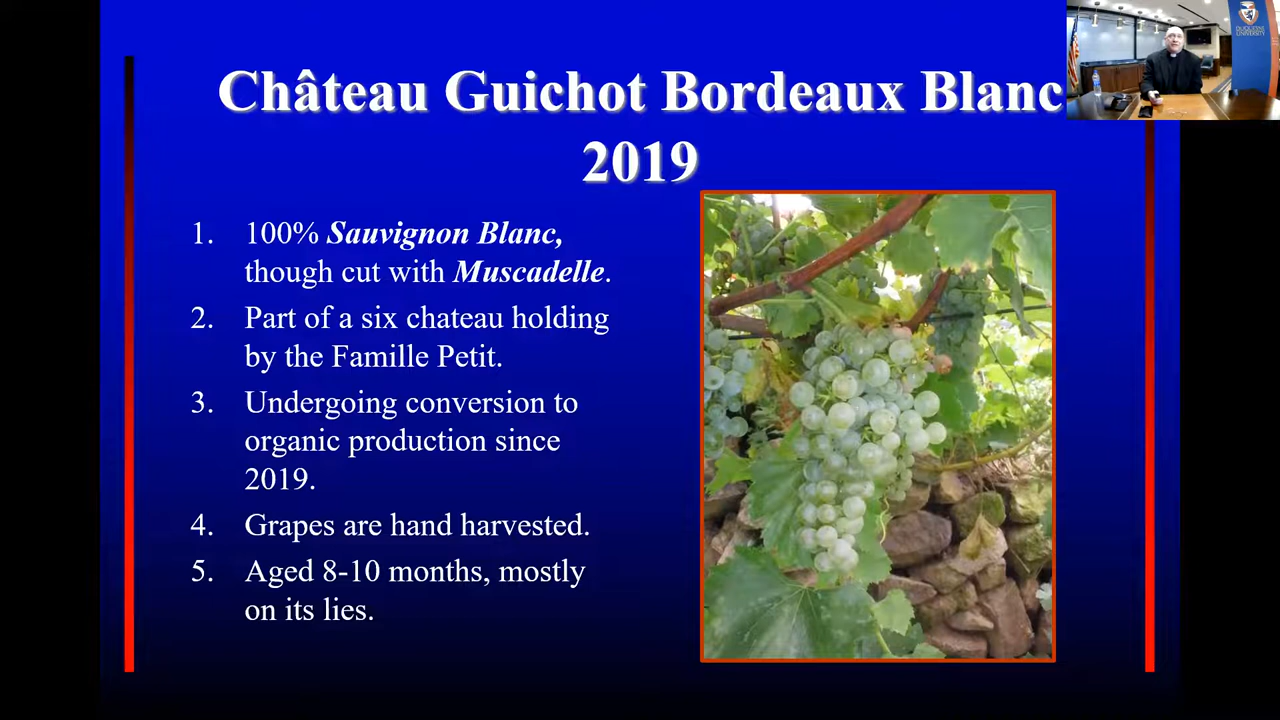 Château Guichot Bordeaux Blanc
2019
1. 100% Sauvignon Blanc,
though cut with Muscadelle.
2. Part of a six chateau holding
by the Famille Petit.
3. Undergoing conversion to
organic production since
2019.
4. Grapes are hand harvested.
5. Aged 8-10 months, mostly
on its lies.
DUQUESNE
UNIVERSITY